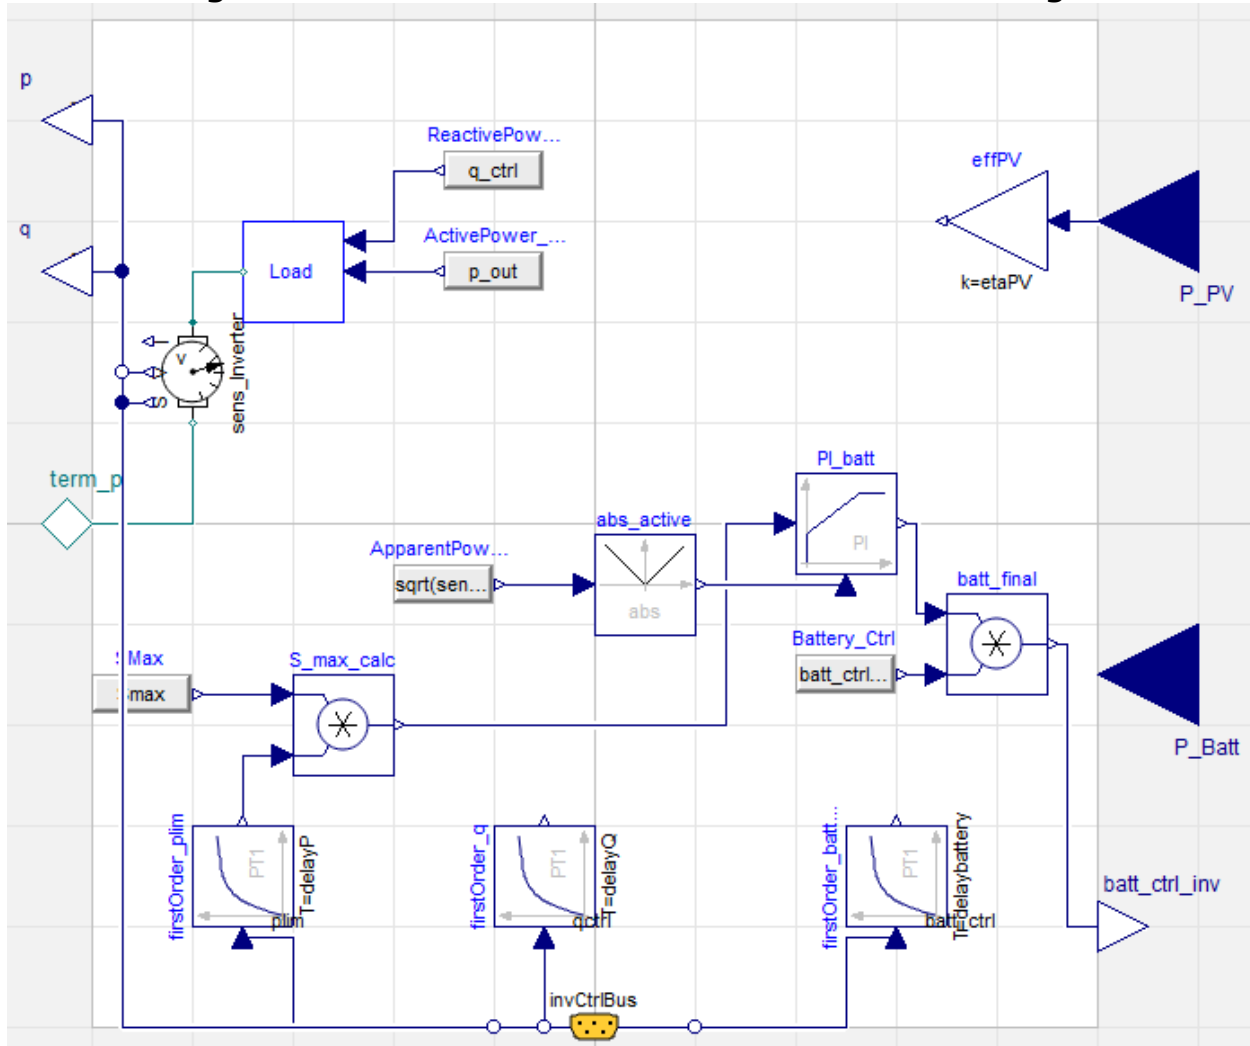 p
ReactivePow...
q_ctrl
effPV
q
ActivePower_...
Load
p_out
k=etaPV
P_PV
V
S
sens_Inverter
term_p
PI_batt
PI
abs_active
abs
ApparentPow...
sqrt(sen...
batt_final
Battery_Ctrl
batt_ctrl...
S_max_calc
Max
max
P_Batt
firstOrder_plim
PT1
T=delayP
plim
firstOrder_q
PT1
T=delayQ
firstOrder_batt...
PT1
T=delaybattery
batt_ctrl
batt_ctrl_inv
invCtrlBus